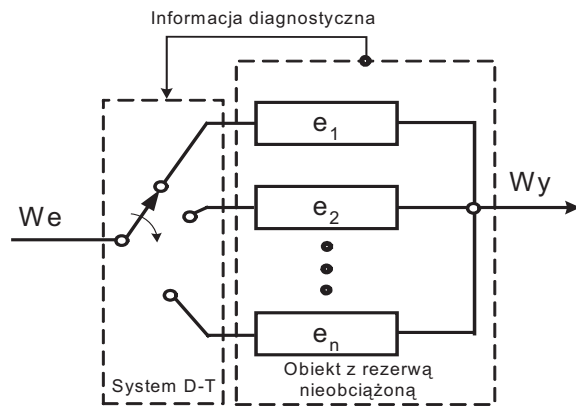 Informacja diagnostyczna
e1
We
e2
Wy
en
System D-T
Obiekt z rezerwą
nieobciążoną